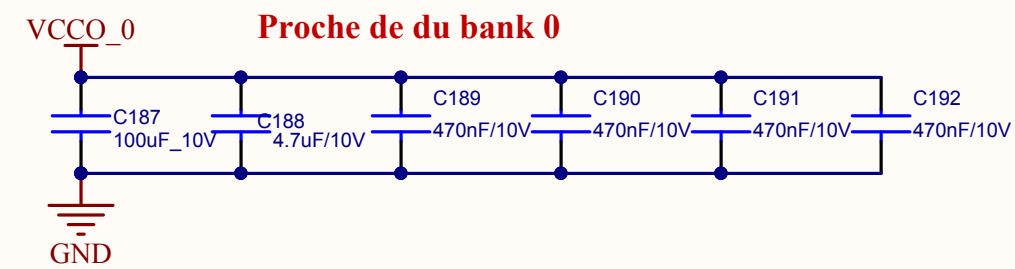 VCCO_0
Proche de du bank 0
C187
100uF_10V
C188
4.7uF/10V
C189
470nF/10V
C190
470nF/10V
C191
470nF/10V
C192
470nF/10V
GND